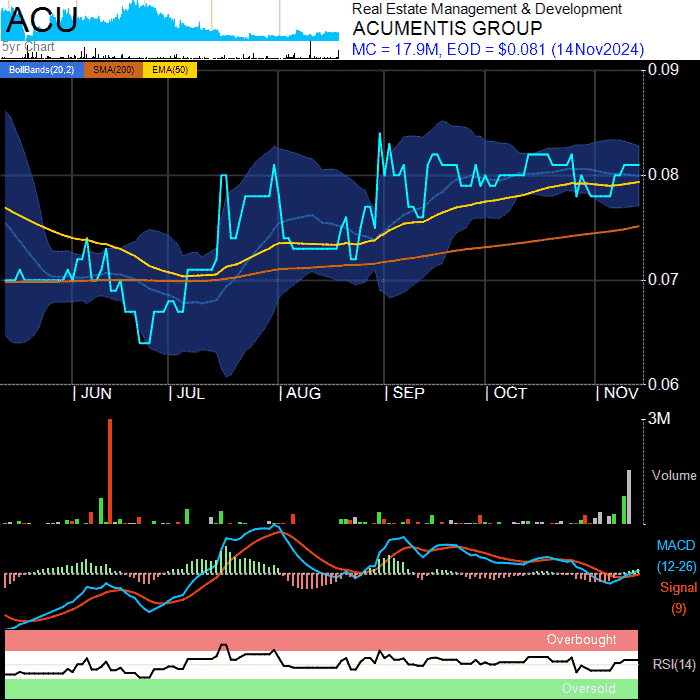 ACU
5yr Chart
Real Estate Management & Development
ACUMENTIS GROUP
MC = 17.9M, EOD = $0.081 (14Nov2024)
BollBands(20,2) SMA(200) EMA(50)
0.09
0.08
0.07
0.06
JUN JUL AUG SEP OCT NOV
3M
Volume
MACD
(12-26)
Signal
(9)
Overbought
RSI(14)
Oversold